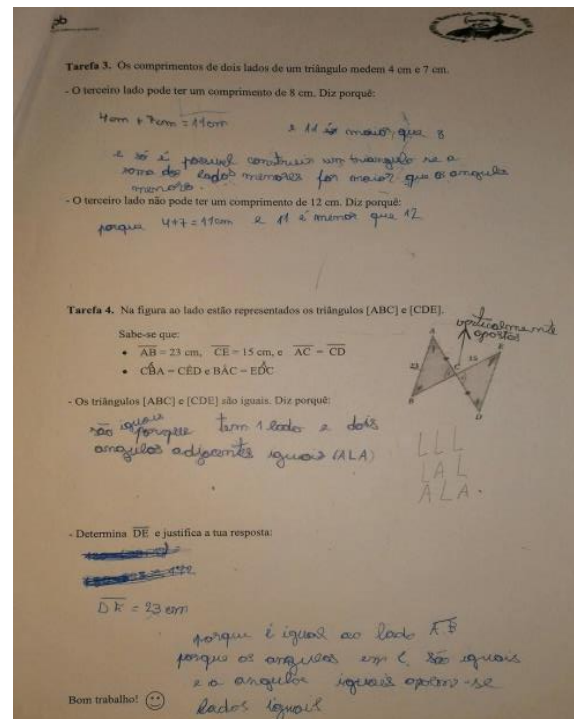 Tarefa 3. Os comprimentos de dois lados de um triângulo medem 4 cm e 7 cm.
- O terceiro lado pode ter um comprimento de 8 cm. Diz porquê:
4cm + 7cm = 11cm e 11 é maior que 8
e só é possivel construir um triangulo se a
soma dos lados menores for maior que os angulos
menores.
- O terceiro lado não pode ter um comprimento de 12 cm. Diz porquê:
porque 4+7 = 11cm e 11 é menor que 12
Tarefa 4. Na figura ao lado estão representados os triângulos [ABC] e [CDE].
verticalmente
opostos
Sabe-se que:
• AB = 23 cm, CE = 15 cm, e AC = CD
• CBA = CÊD e BÂC = EDC
A
E
15
23
C
B
D
- Os triângulos [ABC] e [CDE] são iguais. Diz porquê:
são iguais porque tem 1 lado e dois
angulos adjacentes iguais (ALA)
LLL
LAL
ALA.
- Determina DE e justifica a tua resposta:
DE = 23 cm
porque é igual ao lado AB
porque os angulos em C são iguais
e a angulos iguais opõem-se
lados iguais
Bom trabalho!